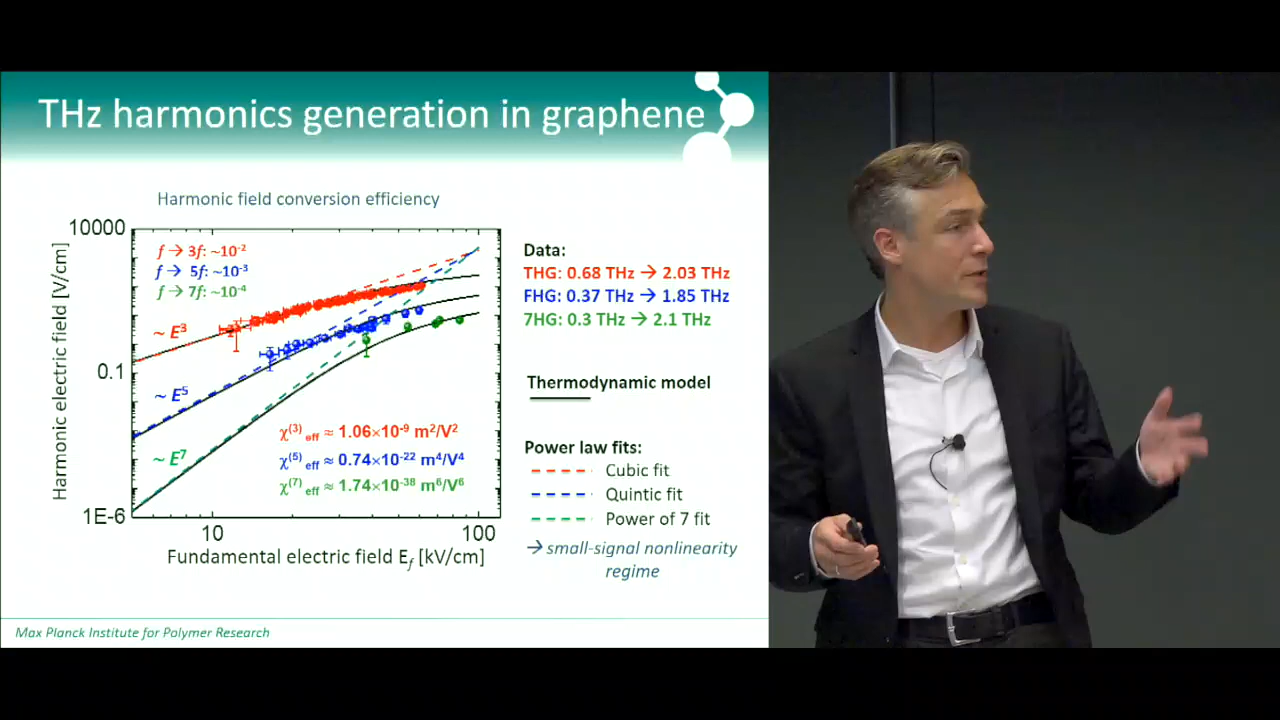 THz harmonics generation in graphene
Harmonic field conversion efficiency
10000
0.1
1E-6
Harmonic electric field [V/cm]
f → 3f: ~10⁻²
f → 5f: ~10⁻³
f → 7f: ~10⁻⁴
~ E³
~ E⁵
~ E⁷
χ⁽³⁾ eff ≈ 1.06×10⁻⁹ m²/V²
χ⁽⁵⁾ eff ≈ 0.74×10⁻²² m⁴/V⁴
χ⁽⁷⁾ eff ≈ 1.74×10⁻³⁸ m⁶/V⁶
10
100
Fundamental electric field E_f [kV/cm]
Data:
THG: 0.68 THz → 2.03 THz
FHG: 0.37 THz → 1.85 THz
7HG: 0.3 THz → 2.1 THz
Thermodynamic model
Power law fits:
Cubic fit
Quintic fit
Power of 7 fit
→ small-signal nonlinearity
regime
Max Planck Institute for Polymer Research